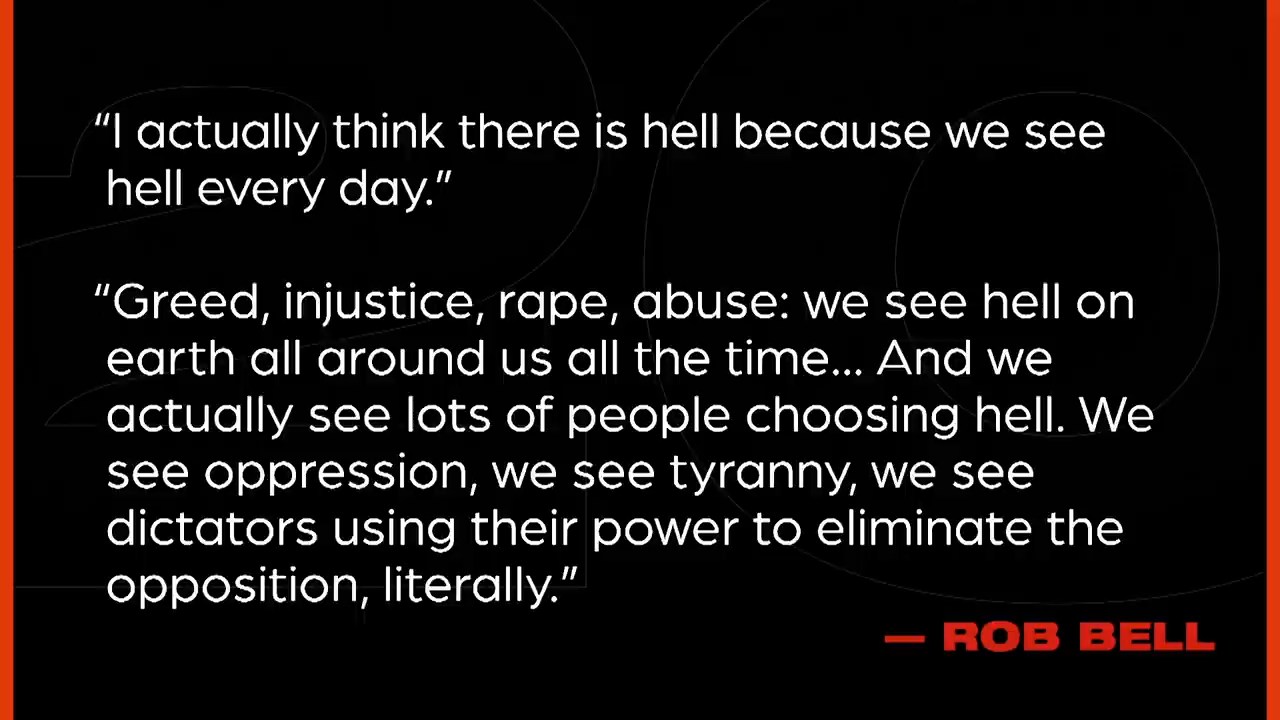 “I actually think there is hell because we see
hell every day.”
“Greed, injustice, rape, abuse: we see hell on
earth all around us all the time... And we
actually see lots of people choosing hell. We
see oppression, we see tyranny, we see
dictators using their power to eliminate the
opposition, literally.”
— ROB BELL